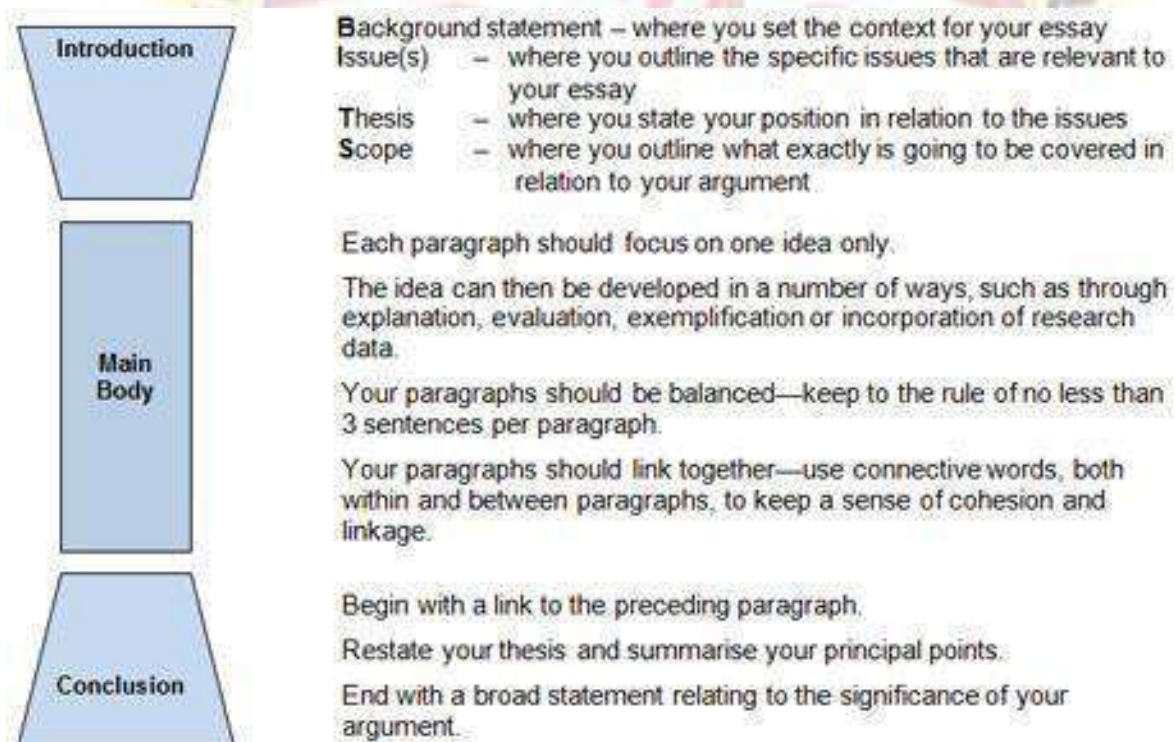 Introduction
Background statement – where you set the context for your essay
Issue(s) – where you outline the specific issues that are relevant to
your essay
Thesis – where you state your position in relation to the issues
Scope – where you outline what exactly is going to be covered in
relation to your argument
Main
Body
Each paragraph should focus on one idea only.
The idea can then be developed in a number of ways, such as through
explanation, evaluation, exemplification or incorporation of research
data.
Your paragraphs should be balanced—keep to the rule of no less than
3 sentences per paragraph.
Your paragraphs should link together—use connective words, both
within and between paragraphs, to keep a sense of cohesion and
linkage.
Conclusion
Begin with a link to the preceding paragraph.
Restate your thesis and summarise your principal points.
End with a broad statement relating to the significance of your
argument.